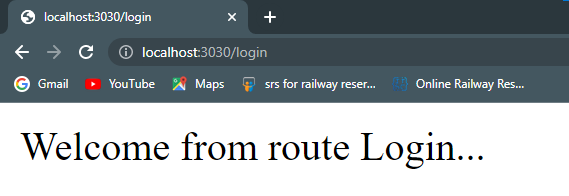 localhost:3030/login
localhost:3030/login
Gmail YouTube Maps srs for railway reser... Online Railway Res...
Welcome from route Login...